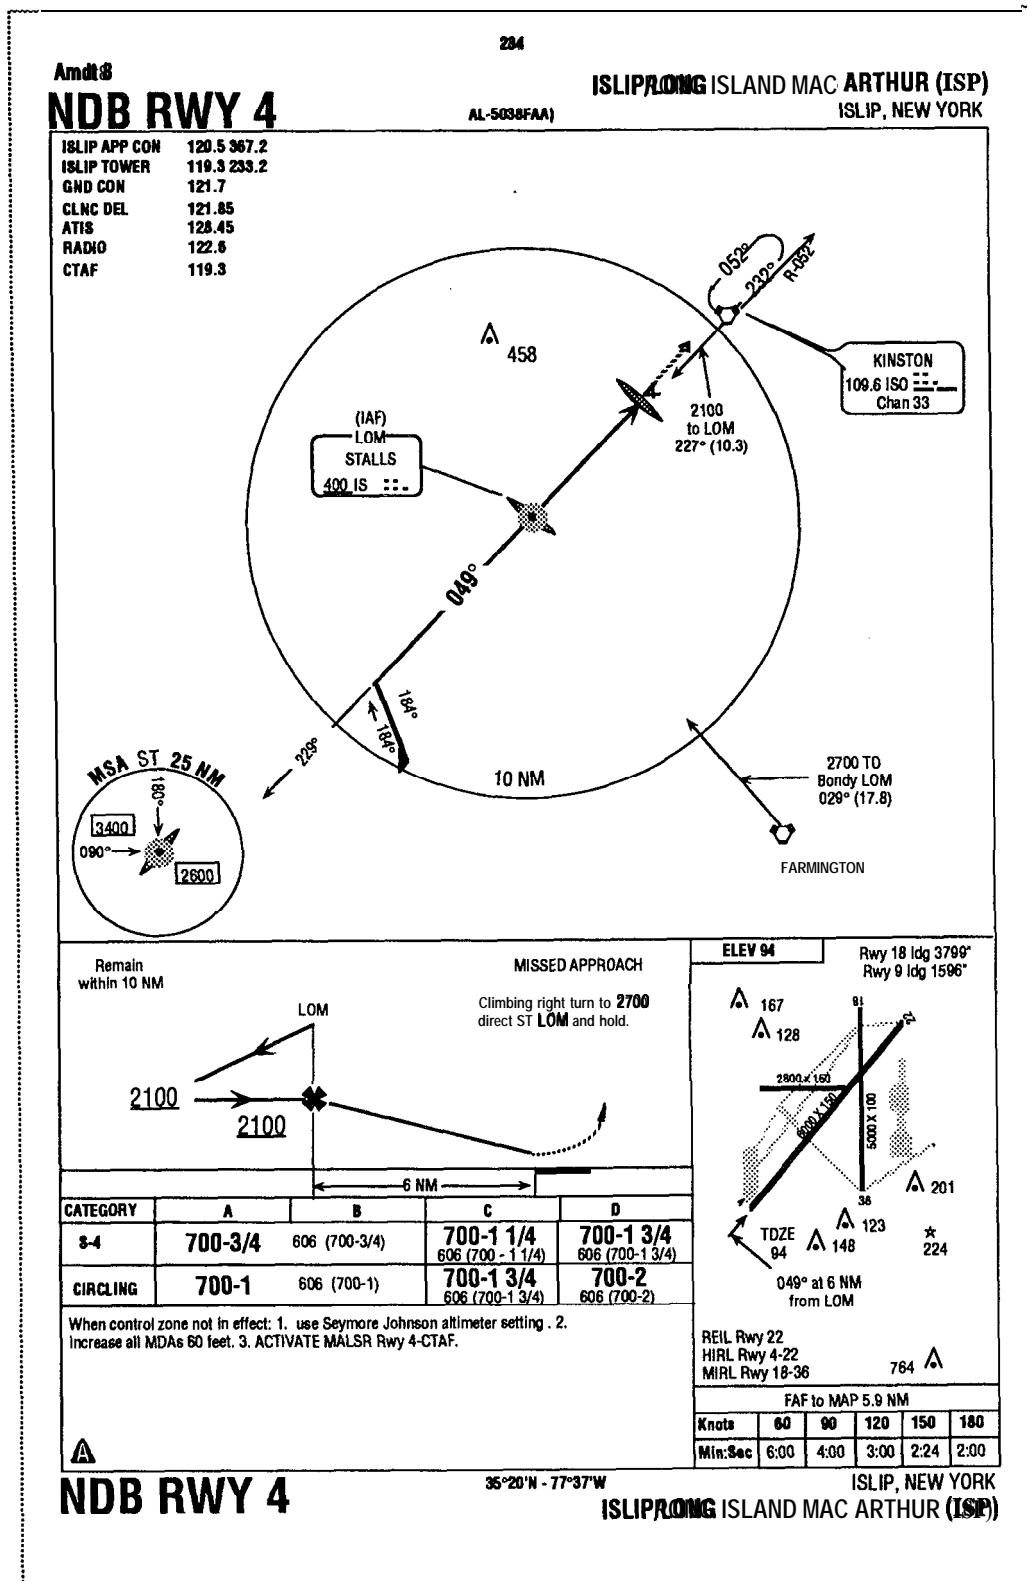 234
Amdt 8
ISLIP/LONG ISLAND MAC ARTHUR (ISP)
NDB RWY 4
AL-5038FAA)
ISLIP, NEW YORK
ISLIP APP CON 120.5 367.2
ISLIP TOWER 119.3 233.2
GND CON 121.7
CLNC DEL 121.85
ATIS 128.45
RADIO 122.6
CTAF 119.3
052°
232°
R-052
458
KINSTON
109.6 ISO
Chan 33
2100
to LOM
227° (10.3)
(IAF)
LOM
STALLS
400 IS
049°
184°
184°
229°
10 NM
2700 TO
Bondy LOM
029° (17.8)
FARMINGTON
MSA ST 25 NM
180°
3400
090°
2600
Remain
within 10 NM
MISSED APPROACH
Climbing right turn to 2700
direct ST LOM and hold.
LOM
2100
2100
6 NM
ELEV 94
Rwy 18 ldg 3799"
Rwy 9 ldg 1596"
167
128
18
22
2800 x 150
6000 X 150
5000 X 100
4
36
201
123
148
224
TDZE
94
049° at 6 NM
from LOM
REIL Rwy 22
HIRL Rwy 4-22
MIRL Rwy 18-36
764
CATEGORY A B C D
S-4 700-3/4 606 (700-3/4) 700-1 1/4 700-1 3/4
606 (700 - 1 1/4) 606 (700-1 3/4)
CIRCLING 700-1 606 (700-1) 700-1 3/4 700-2
606 (700-1 3/4) 606 (700-2)
When control zone not in effect: 1. use Seymore Johnson altimeter setting . 2.
Increase all MDAs 60 feet. 3. ACTIVATE MALSR Rwy 4-CTAF.
A
FAF to MAP 5.9 NM
Knots 60 90 120 150 180
Min:Sec 6:00 4:00 3:00 2:24 2:00
NDB RWY 4
35°20'N - 77°37'W
ISLIP, NEW YORK
ISLIP/LONG ISLAND MAC ARTHUR (ISP)